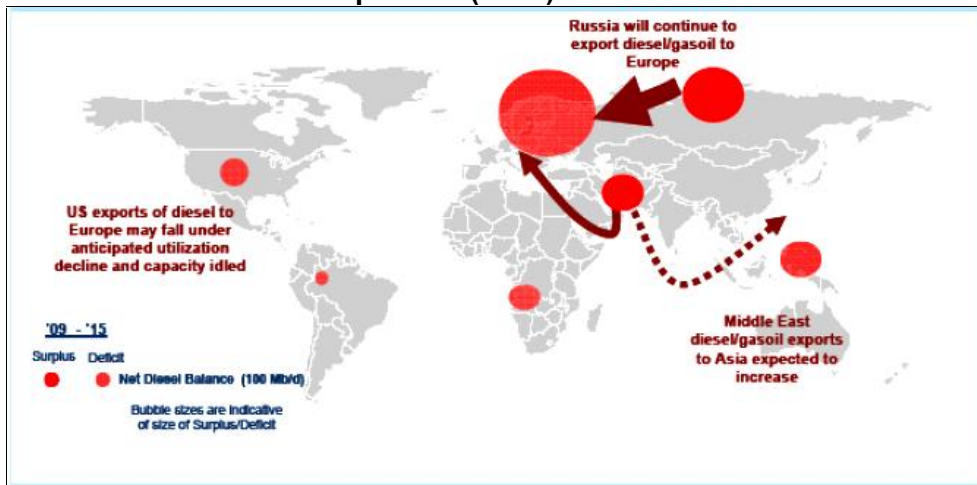 Russia will continue to
export diesel/gasoil to
Europe
US exports of diesel to
Europe may fall under
anticipated utilization
decline and capacity idled
Middle East
diesel/gasoil exports
to Asia expected to
increase
'09 - '15
Surplus Deficit
Net Diesel Balance (100 Mb/d)
Bubble sizes are indicative
of size of Surplus/Deficit